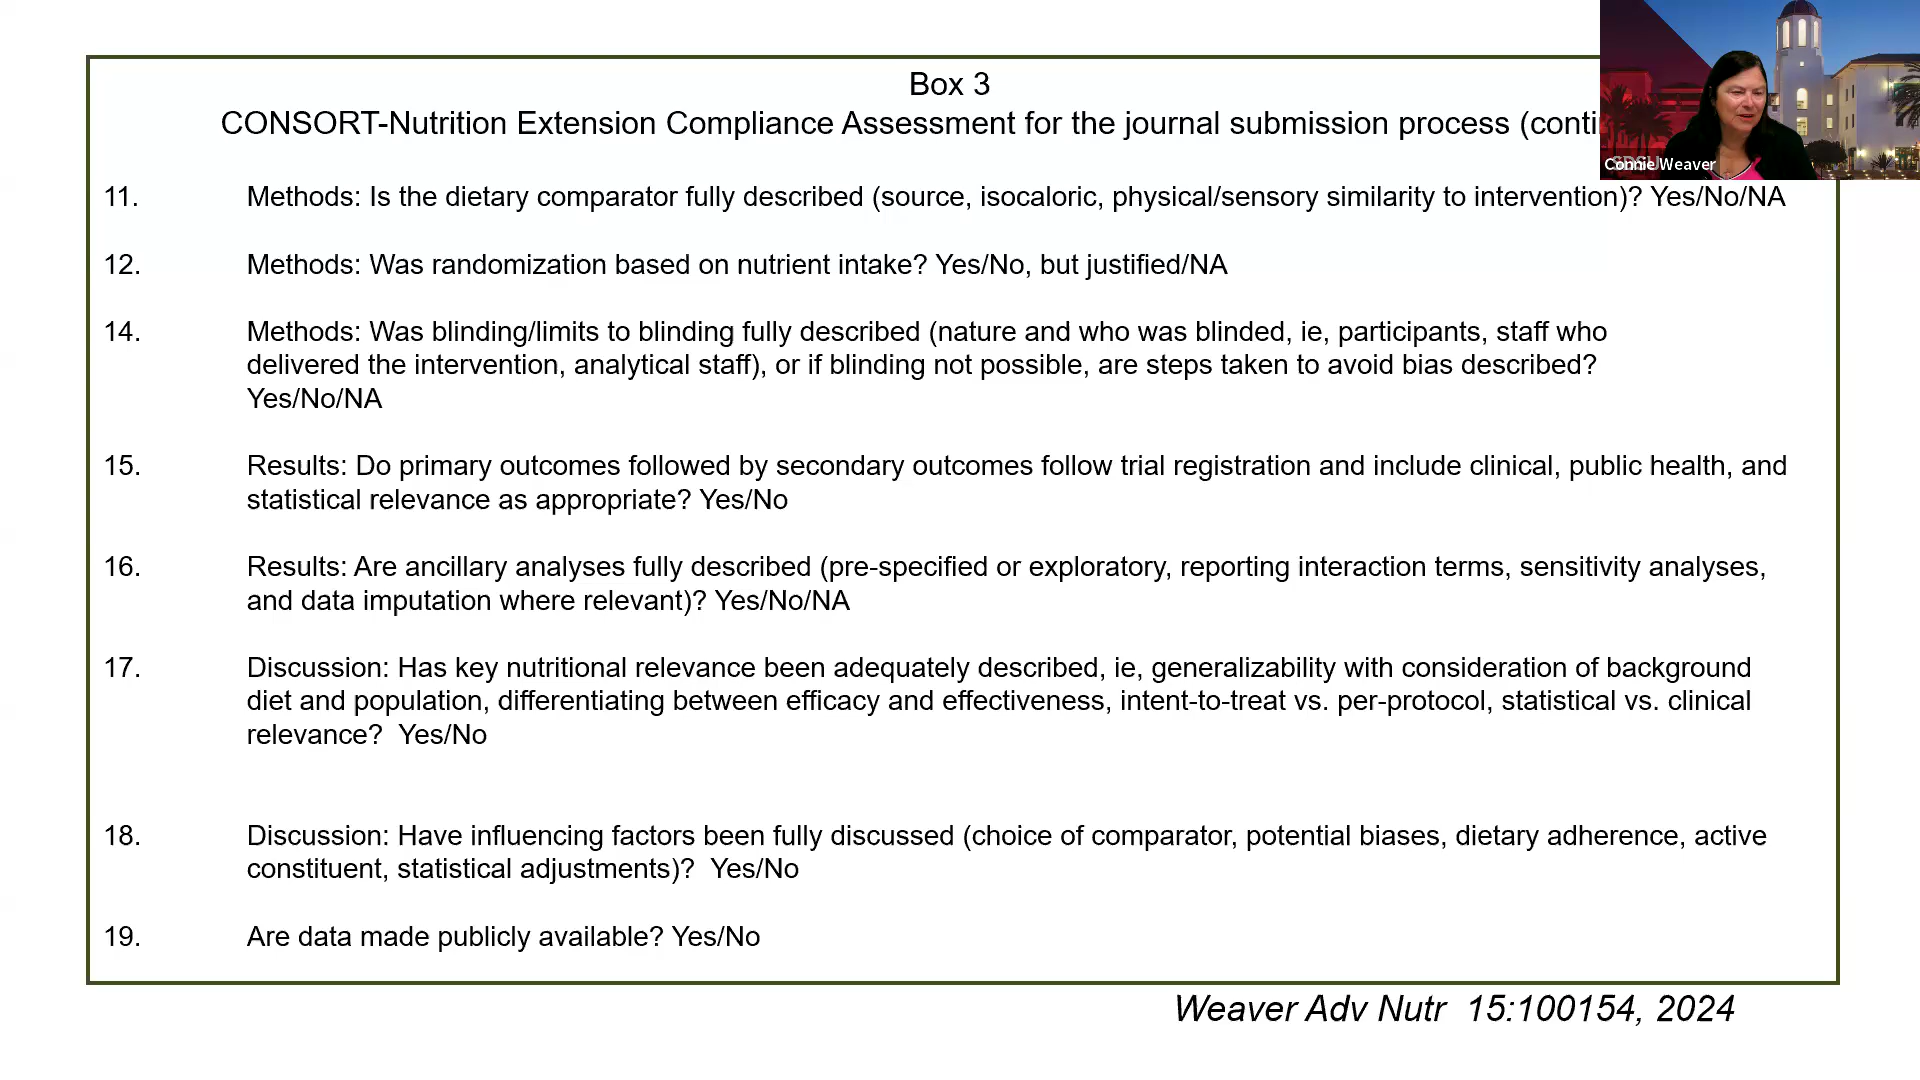 Box 3
CONSORT-Nutrition Extension Compliance Assessment for the journal submission process (conti
Connie Weaver
11. Methods: Is the dietary comparator fully described (source, isocaloric, physical/sensory similarity to intervention)? Yes/No/NA
12. Methods: Was randomization based on nutrient intake? Yes/No, but justified/NA
14. Methods: Was blinding/limits to blinding fully described (nature and who was blinded, ie, participants, staff who
delivered the intervention, analytical staff), or if blinding not possible, are steps taken to avoid bias described?
Yes/No/NA
15. Results: Do primary outcomes followed by secondary outcomes follow trial registration and include clinical, public health, and
statistical relevance as appropriate? Yes/No
16. Results: Are ancillary analyses fully described (pre-specified or exploratory, reporting interaction terms, sensitivity analyses,
and data imputation where relevant)? Yes/No/NA
17. Discussion: Has key nutritional relevance been adequately described, ie, generalizability with consideration of background
diet and population, differentiating between efficacy and effectiveness, intent-to-treat vs. per-protocol, statistical vs. clinical
relevance?  Yes/No
18. Discussion: Have influencing factors been fully discussed (choice of comparator, potential biases, dietary adherence, active
constituent, statistical adjustments)?  Yes/No
19. Are data made publicly available? Yes/No
Weaver Adv Nutr  15:100154, 2024